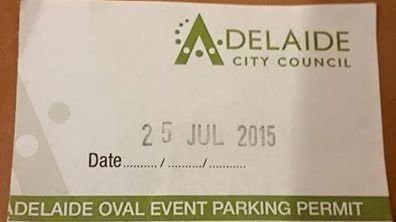 ADELAIDE
CITY COUNCIL
25 JUL 2015
Date........../........../..........
ADELAIDE OVAL EVENT PARKING PERMIT